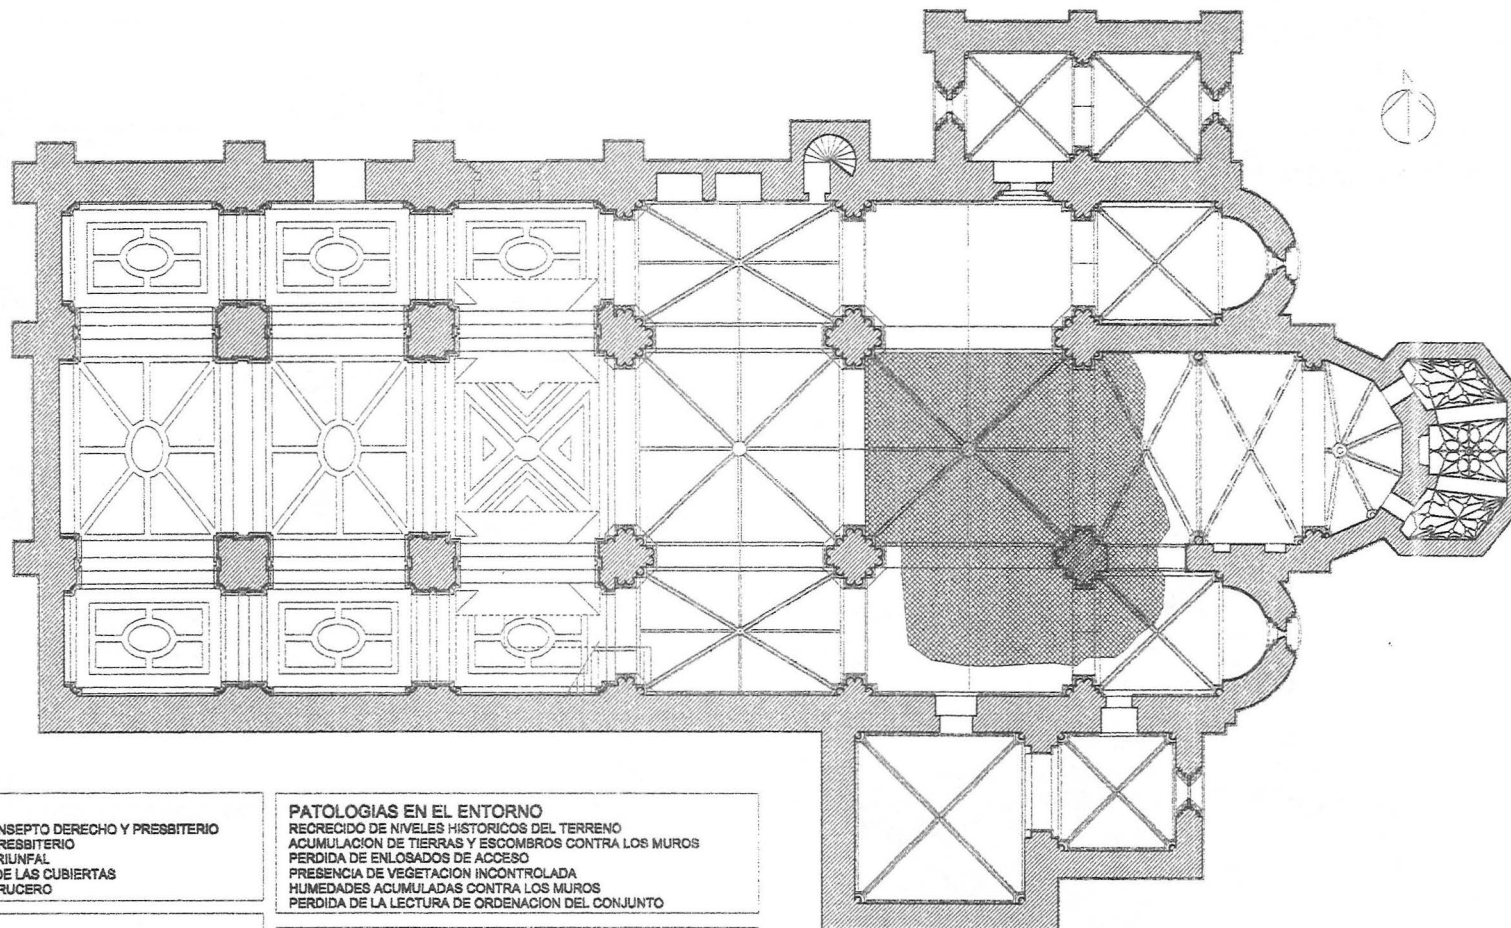 NSEPTO DERECHO Y PRESBITERIO
RESBITERIO
RIUNFAL
DE LAS CUBIERTAS
RUCERO
PATOLOGIAS EN EL ENTORNO
RECRECIDO DE NIVELES HISTORICOS DEL TERRENO
ACUMULACION DE TIERRAS Y ESCOMBROS CONTRA LOS MUROS
PERDIDA DE ENLOSADOS DE ACCESO
PRESENCIA DE VEGETACION INCONTROLADA
HUMEDADES ACUMULADAS CONTRA LOS MUROS
PERDIDA DE LA LECTURA DE ORDENACION DEL CONJUNTO